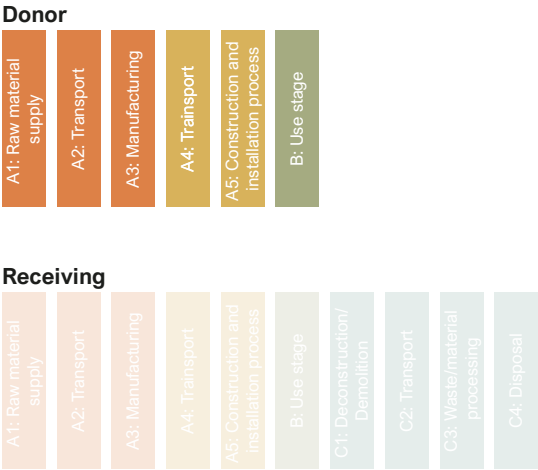 Donor
A1: Raw material
supply
A2: Transport
A3: Manufacturing
A4: Trainsport
A5: Construction and
installation process
B: Use stage
Receiving
A1: Raw material
supply
A2: Transport
A3: Manufacturing
A4: Trainsport
A5: Construction and
installation process
B: Use stage
C1: Deconstruction/
Demolition
C2: Transport
C3: Waste/material
processing
C4: Disposal